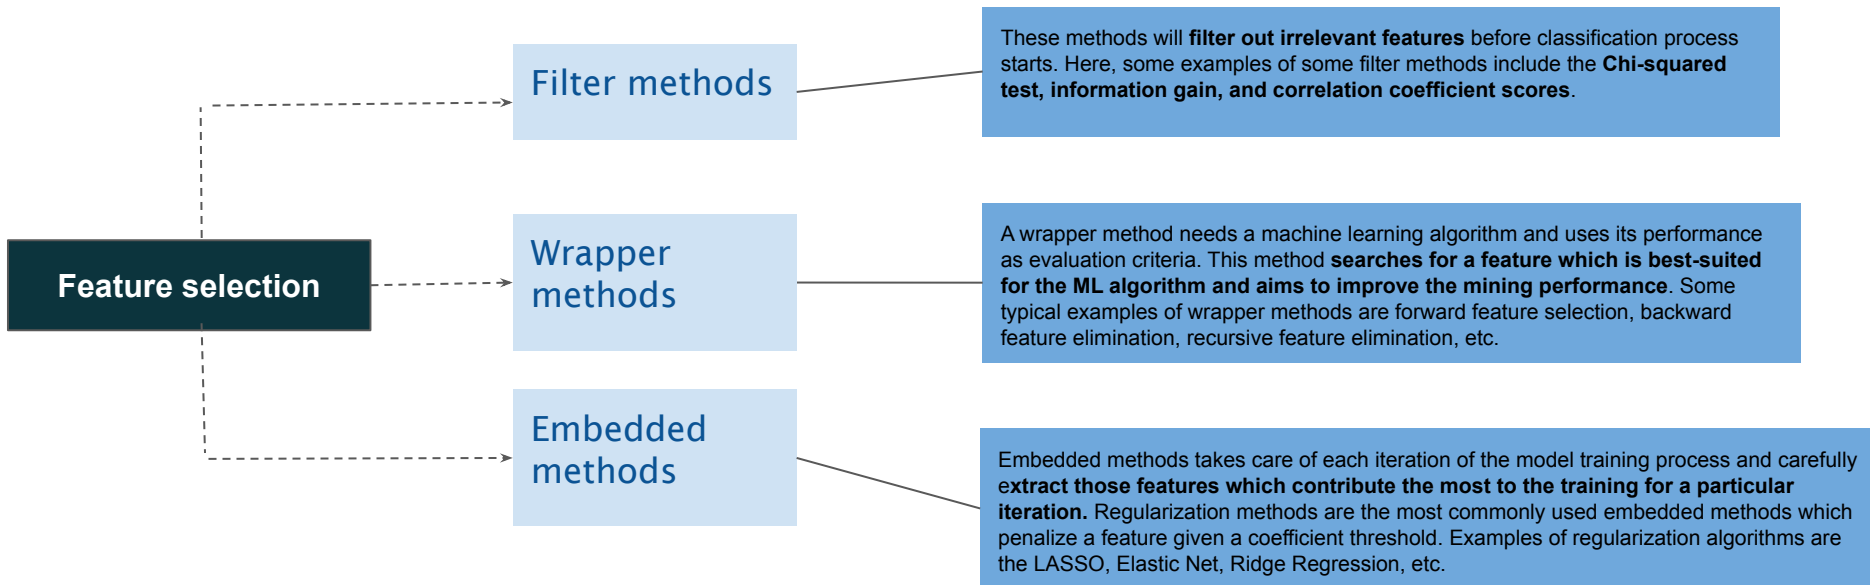 Feature selection
Filter methods
These methods will filter out irrelevant features before classification process
starts. Here, some examples of some filter methods include the Chi-squared
test, information gain, and correlation coefficient scores.
Wrapper
methods
A wrapper method needs a machine learning algorithm and uses its performance
as evaluation criteria. This method searches for a feature which is best-suited
for the ML algorithm and aims to improve the mining performance. Some
typical examples of wrapper methods are forward feature selection, backward
feature elimination, recursive feature elimination, etc.
Embedded
methods
Embedded methods takes care of each iteration of the model training process and carefully
extract those features which contribute the most to the training for a particular
iteration. Regularization methods are the most commonly used embedded methods which
penalize a feature given a coefficient threshold. Examples of regularization algorithms are
the LASSO, Elastic Net, Ridge Regression, etc.